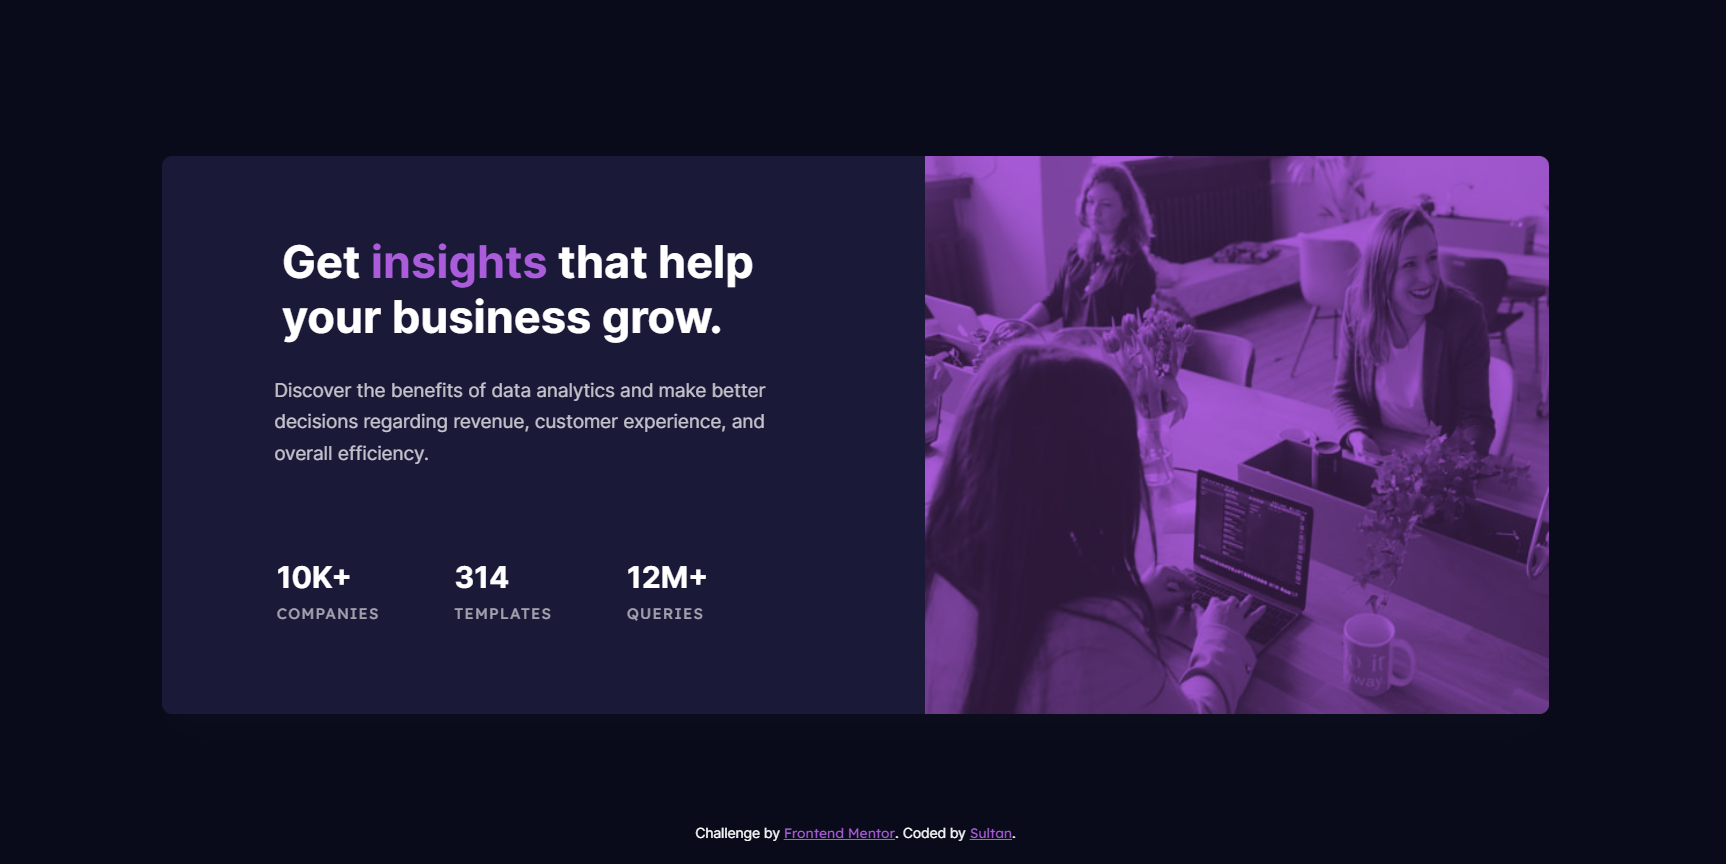 Get insights that help
your business grow.
Discover the benefits of data analytics and make better
decisions regarding revenue, customer experience, and
overall efficiency.
10K+ 314 12M+
COMPANIES TEMPLATES QUERIES
Challenge by Frontend Mentor. Coded by Sultan.